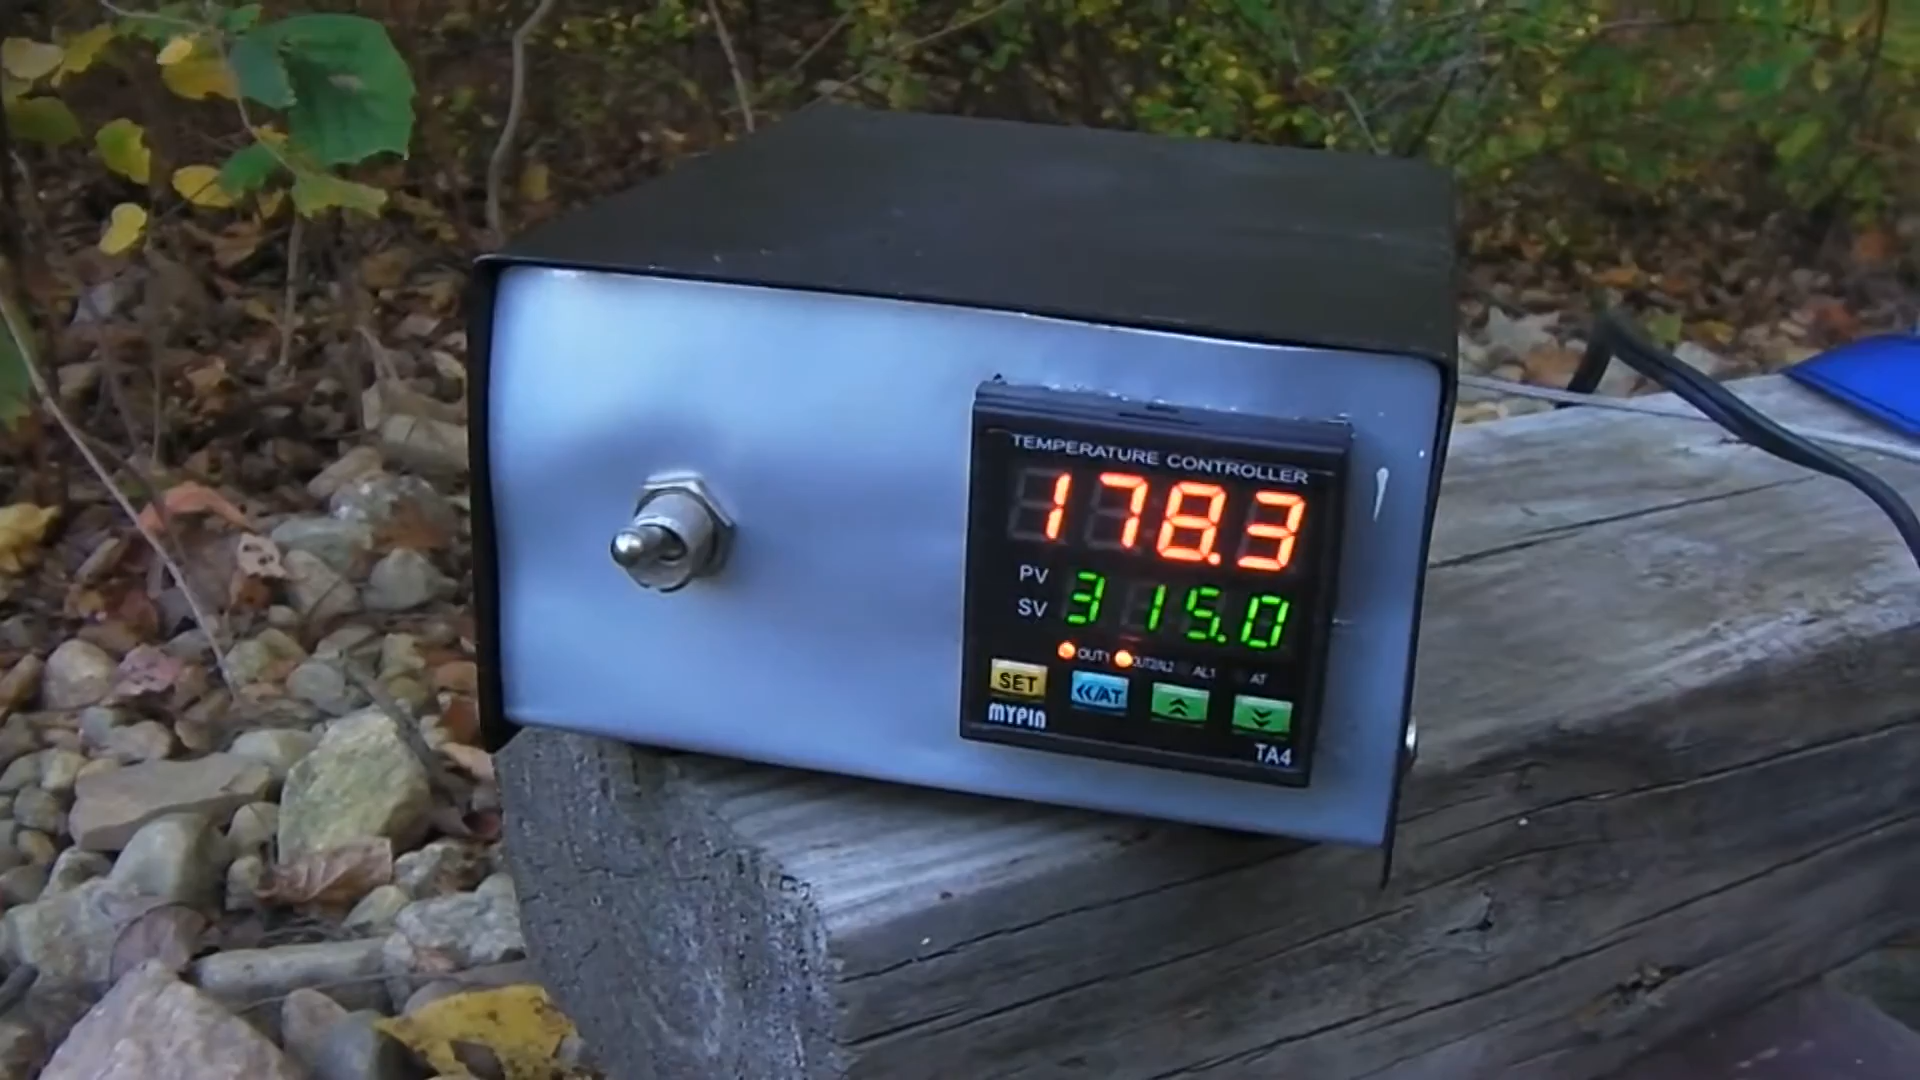 TEMPERATURE CONTROLLER
178.3
PV
SV 315.0
OUT1 OUT2/AL2 AL1 AT
SET «/AT
MYPIN
TA4